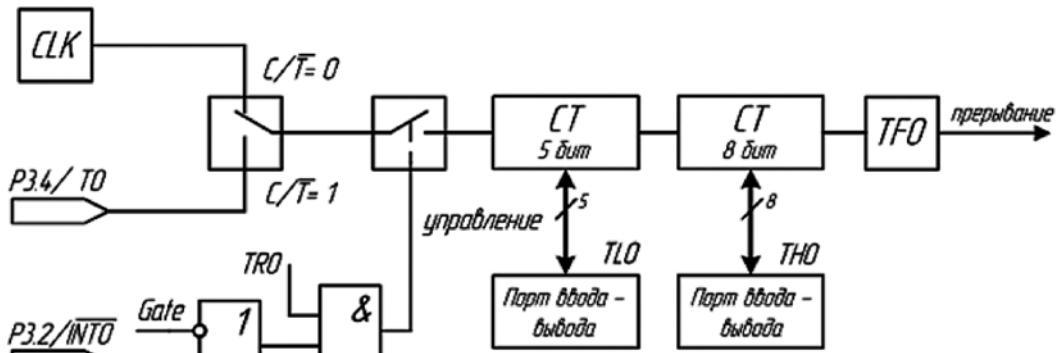 CLK
C/T̅= 0
CT
5 бит
CT
8 бит
TF0
прерывание
P3.4/ T0
C/T̅= 1
управление
5
8
TL0
TH0
TR0
Порт ввода –
вывода
Порт ввода –
вывода
Gate
1
&
P3.2/I̅N̅T̅0̅